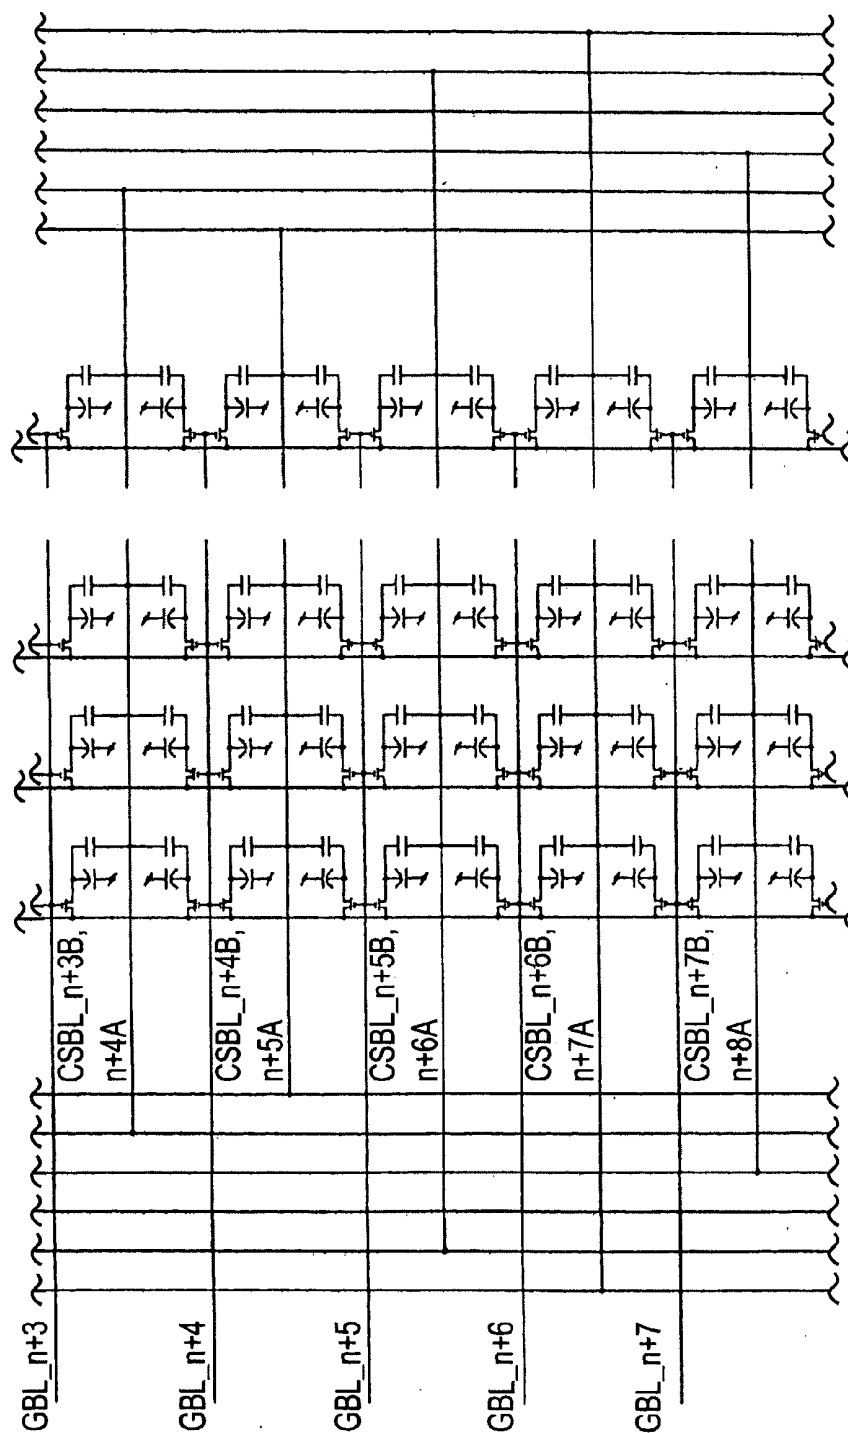 GBL_n+3
CSBL_n+3B,
n+4A
GBL_n+4
CSBL_n+4B,
n+5A
GBL_n+5
CSBL_n+5B,
n+6A
GBL_n+6
CSBL_n+6B,
n+7A
GBL_n+7
CSBL_n+7B,
n+8A